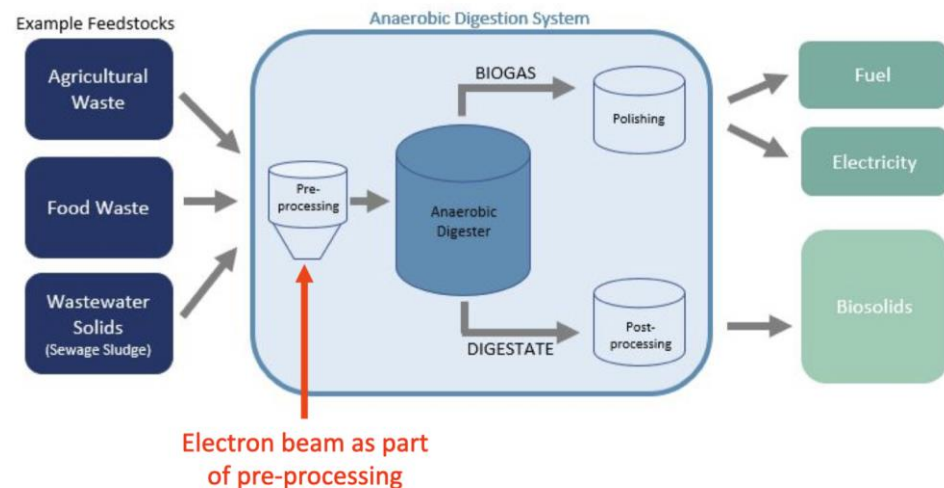 Anaerobic Digestion System
Example Feedstocks
Agricultural
Waste
Food Waste
Wastewater
Solids
(Sewage Sludge)
Pre-
processing
BIOGAS
Anaerobic
Digester
DIGESTATE
Polishing
Post-
processing
Fuel
Electricity
Biosolids
Electron beam as part
of pre-processing